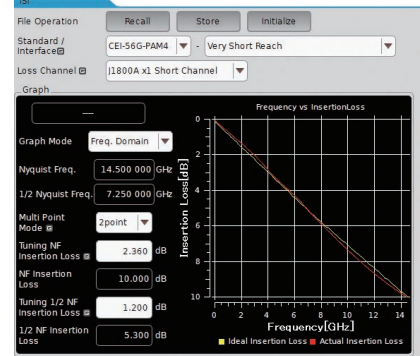 ISI
File Operation Recall Store Initialize
Standard / Interface CEI-56G-PAM4 - Very Short Reach
Loss Channel J1800A x1 Short Channel
Graph
----
Graph Mode Freq. Domain
Nyquist Freq. 14.500 000 GHz
1/2 Nyquist Freq. 7.250 000 GHz
Multi Point Mode 2point
Tuning NF Insertion Loss 2.360 dB
NF Insertion Loss 10.000 dB
Tuning 1/2 NF Insertion Loss 1.200 dB
1/2 NF Insertion Loss 5.300 dB
Frequency vs InsertionLoss
Insertion Loss[dB]
0
2
4
6
8
10
0 2 4 6 8 10 12 14
Frequency[GHz]
Ideal Insertion Loss Actual Insertion Loss